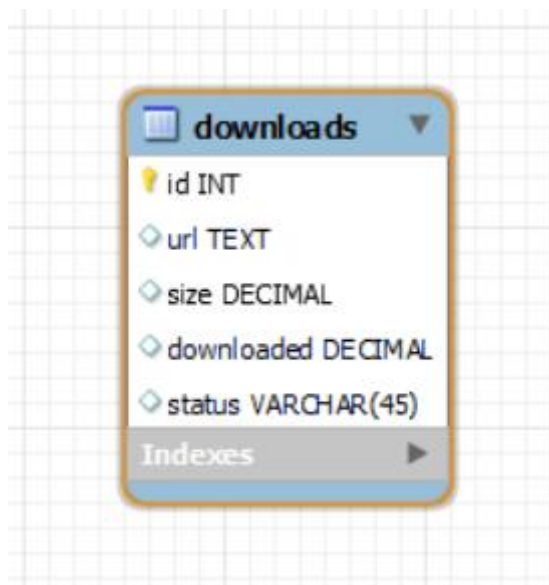 downloads
id INT
url TEXT
size DECIMAL
downloaded DECIMAL
status VARCHAR(45)
Indexes